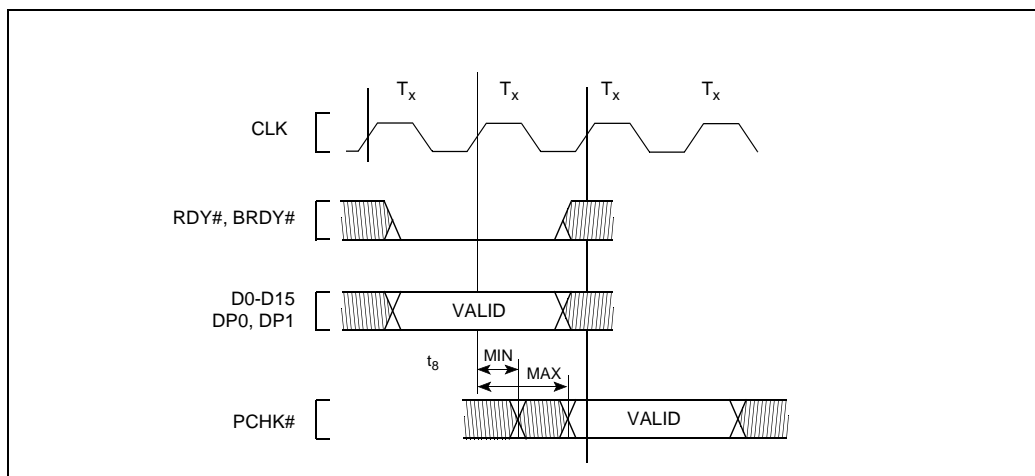 Tx Tx Tx Tx
CLK
RDY#, BRDY#
D0-D15
DP0, DP1
VALID
t8 MIN
MAX
PCHK#
VALID